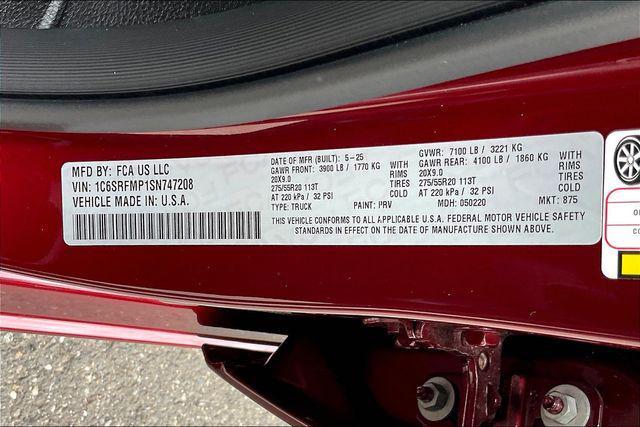 MFD BY: FCA US LLC
VIN: 1C6SRFMP1SN747208
VEHICLE MADE IN U.S.A.
DATE OF MFR (BUILT): 5-25
GAWR FRONT: 3900 LB / 1770 KG
WITH
20X9.0
RIMS
275/55R20 113T
TIRES
AT 220 kPa / 32 PSI
COLD
TYPE: TRUCK
PAINT: PRV
GVWR: 7100 LB / 3221 KG
GAWR REAR: 4100 LB / 1860 KG
WITH
20X9.0
RIMS
275/55R20 113T
TIRES
AT 220 kPa / 32 PSI
COLD
MDH: 050220
MKT: 875
THIS VEHICLE CONFORMS TO ALL APPLICABLE U.S.A. FEDERAL MOTOR VEHICLE SAFETY
STANDARDS IN EFFECT ON THE DATE OF MANUFACTURE SHOWN ABOVE.